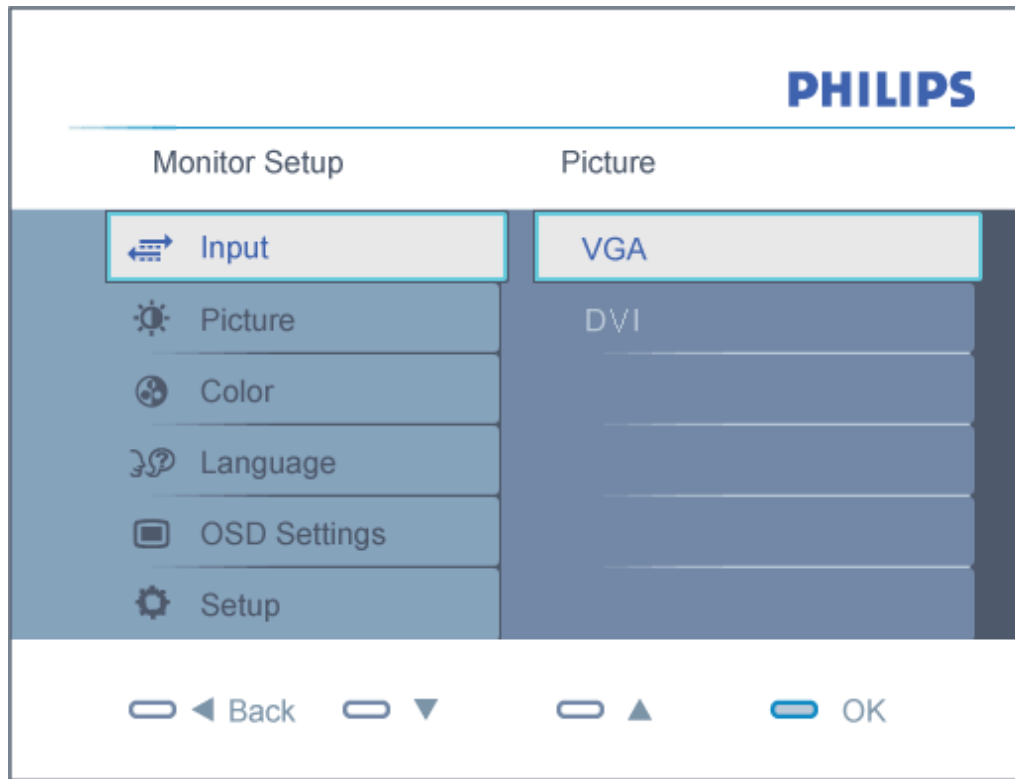 PHILIPS
Monitor Setup Picture
Input VGA
Picture DVI
Color
Language
OSD Settings
Setup
Back OK